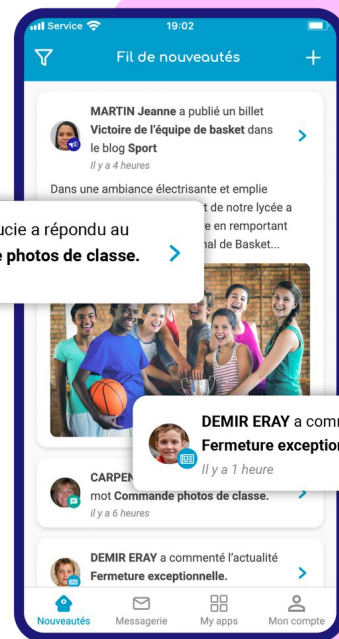 Service
19:02
Fil de nouveautés
MARTIN Jeanne a publié un billet
Victoire de l'équipe de basket dans
le blog Sport
Il y a 4 heures
Dans une ambiance électrisante et emplie
t de notre lycée a
e en remportant
nal de Basket...
ucie a répondu au
photos de classe.
DEMIR ERAY a comm
Fermeture exception
Il y a 1 heure
CARPEN
mot Commande photos de classe.
Il y a 6 heures
DEMIR ERAY a commenté l'actualité
Fermeture exceptionnelle.
Nouveautés
Messagerie
My apps
Mon compte